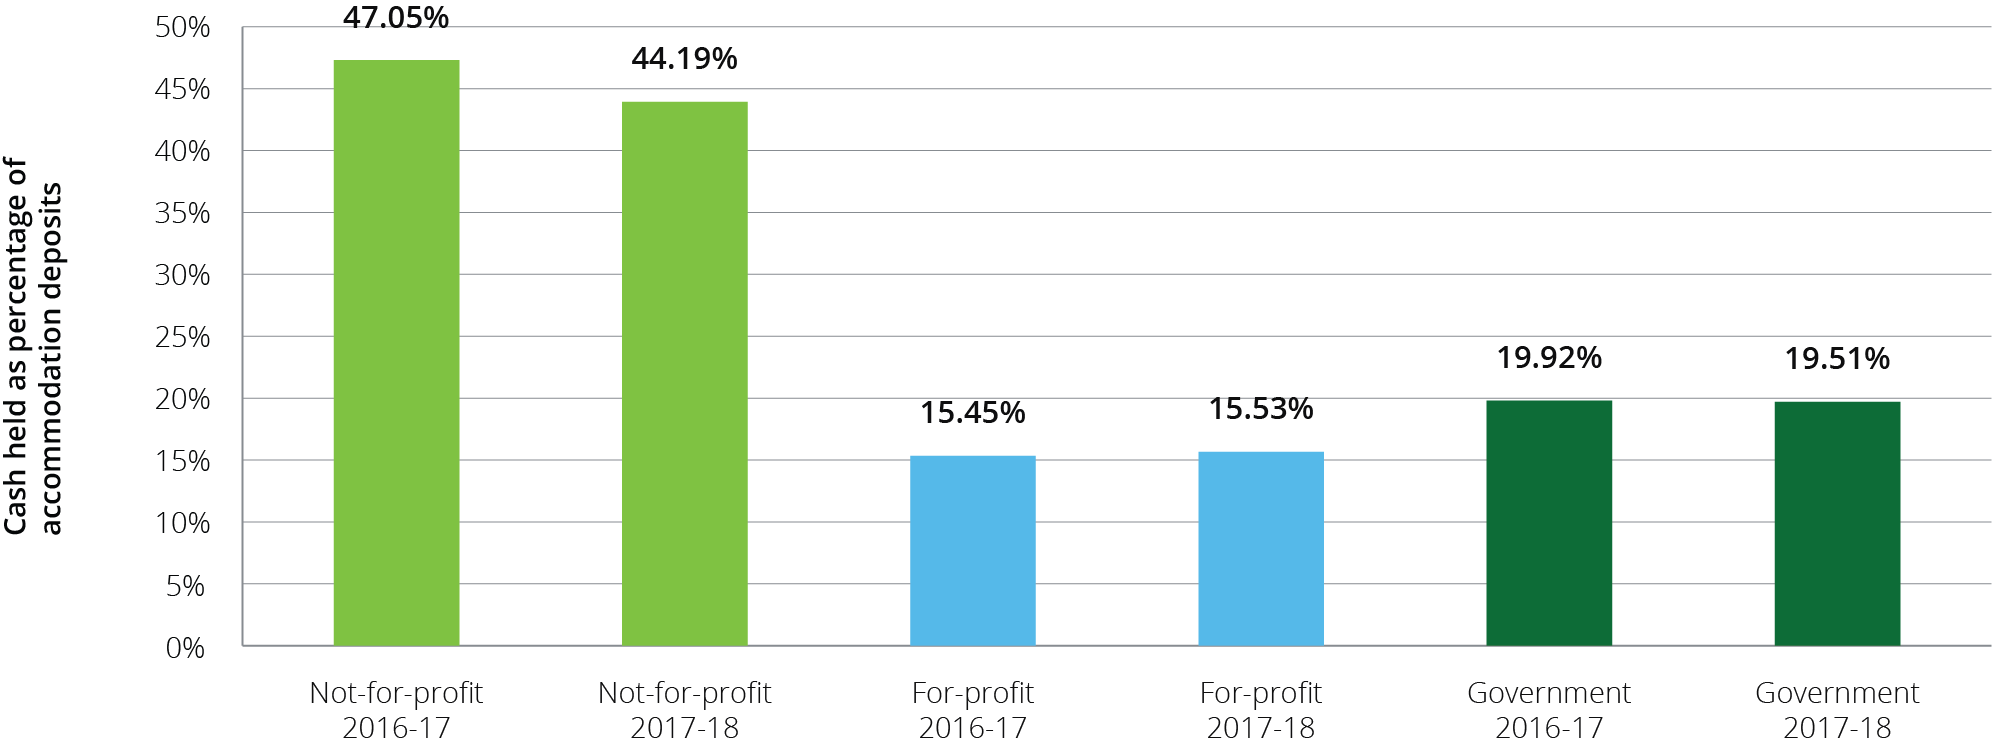 Cash held as percentage of
accommodation deposits
50%
45%
40%
35%
30%
25%
20%
15%
10%
5%
0%
47.05%
44.19%
15.45%
15.53%
19.92%
19.51%
Not-for-profit
2016-17
Not-for-profit
2017-18
For-profit
2016-17
For-profit
2017-18
Government
2016-17
Government
2017-18